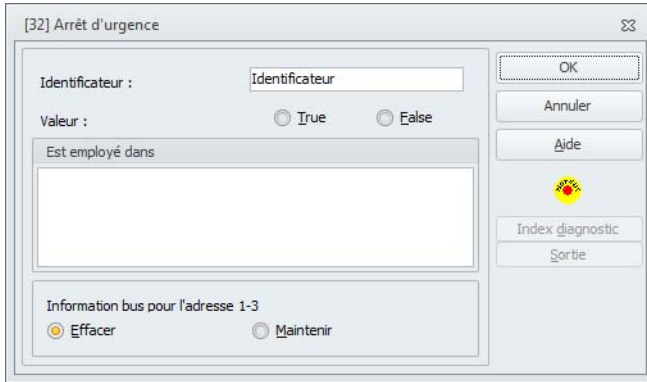 [32] Arrêt d'urgence
Identificateur :
Identificateur
Valeur :
True
False
Est employé dans
Information bus pour l'adresse 1-3
Effacer
Maintenir
OK
Annuler
Aide
Index diagnostic
Sortie